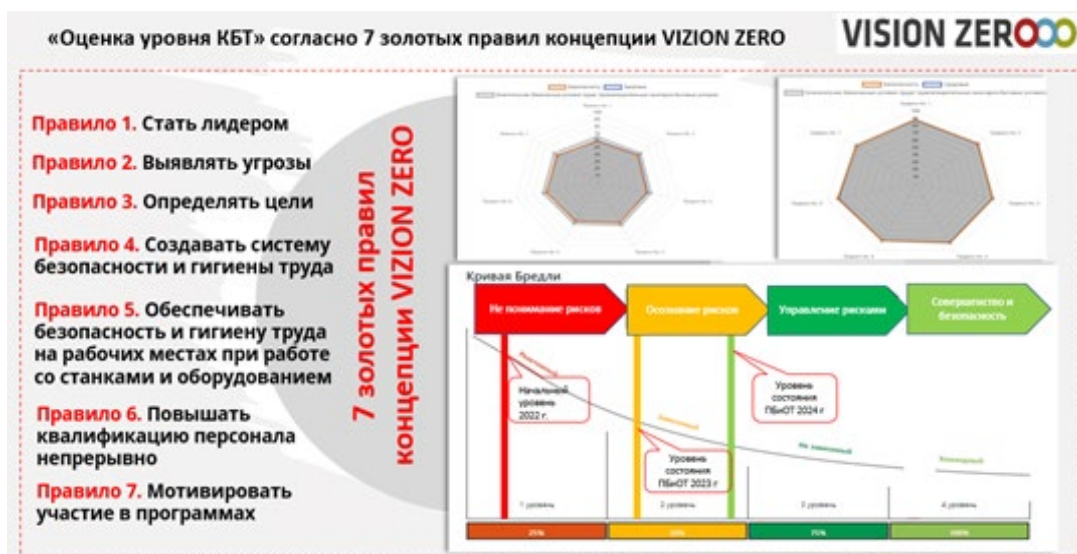 «Оценка уровня КБТ» согласно 7 золотых правил концепции VIZION ZERO
VISION ZERO
Правило 1. Стать лидером
Правило 2. Выявлять угрозы
Правило 3. Определять цели
Правило 4. Создавать систему
безопасности и гигиены труда
Правило 5. Обеспечивать
безопасность и гигиену труда
на рабочих местах при работе
со станками и оборудованием
Правило 6. Повышать
квалификацию персонала
непрерывно
Правило 7. Мотивировать
участие в программах
7 золотых правил
концепции VIZION ZERO
Кривая Бредли
Не понимание рисков
Осознание рисков
Управление рисками
Совершенство и
безопасность
Начальный
уровень
2022 г.
Уровень
состояния
ПБиОТ 2024 г
Уровень
состояния
ПБиОТ 2023 г
Не зависимый
1 уровень
2 уровень
3 уровень
4 уровень
25%
75%
100%